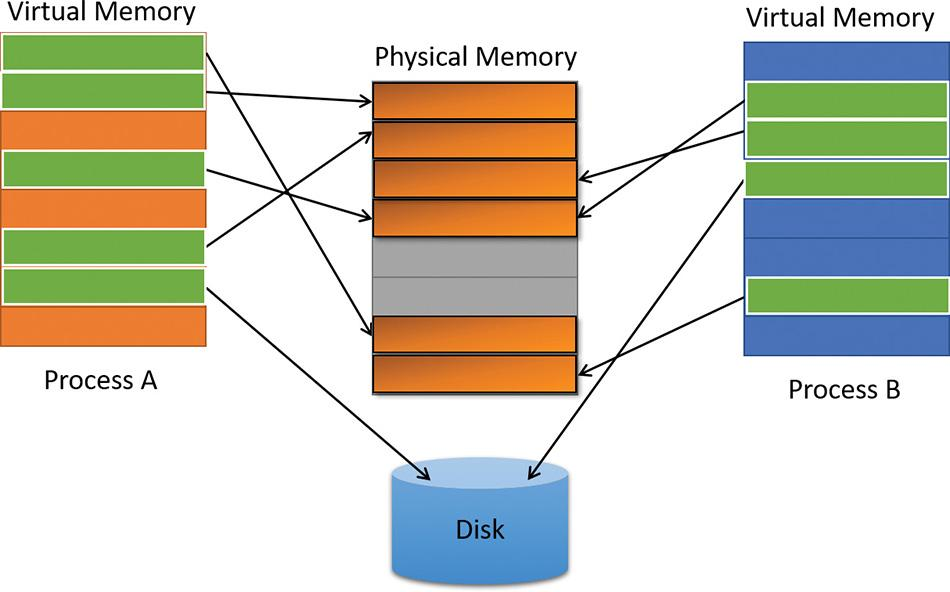 Virtual Memory
Physical Memory
Virtual Memory
Process A
Process B
Disk